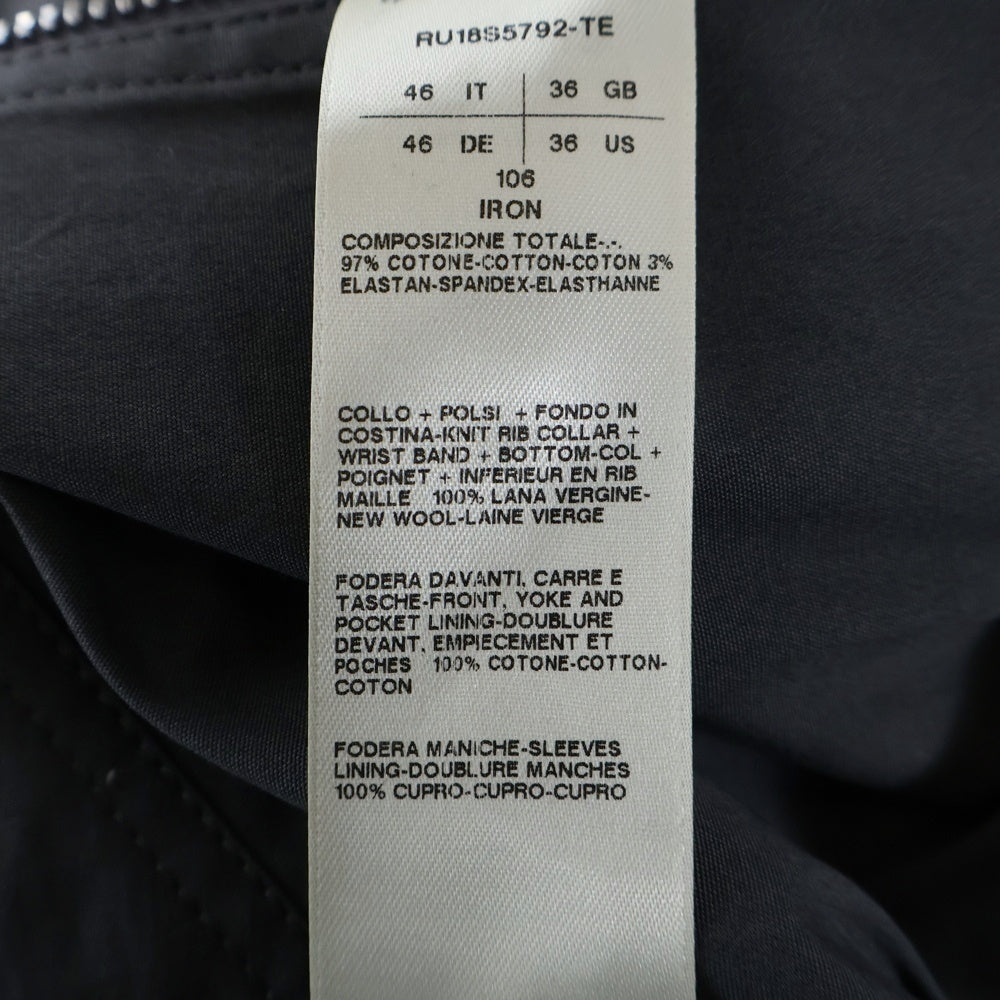 RU18S5792-TE
46 IT 36 GB
46 DE 36 US
106
IRON
COMPOSIZIONE TOTALE-.-.
97% COTONE-COTTON-COTON 3%
ELASTAN-SPANDEX-ELASTHANNE
COLLO + POLSI + FONDO IN
COSTINA-KNIT RIB COLLAR +
WRIST BAND + BOTTOM-COL +
POIGNET + INFERIEUR EN RIB
MAILLE 100% LANA VERGINE-
NEW WOOL-LAINE VIERGE
FODERA DAVANTI, CARRE E
TASCHE-FRONT, YOKE AND
POCKET LINING-DOUBLURE
DEVANT, EMPIECEMENT ET
POCHES 100% COTONE-COTTON-
COTON
FODERA MANICHE-SLEEVES
LINING-DOUBLURE MANCHES
100% CUPRO-CUPRO-CUPRO